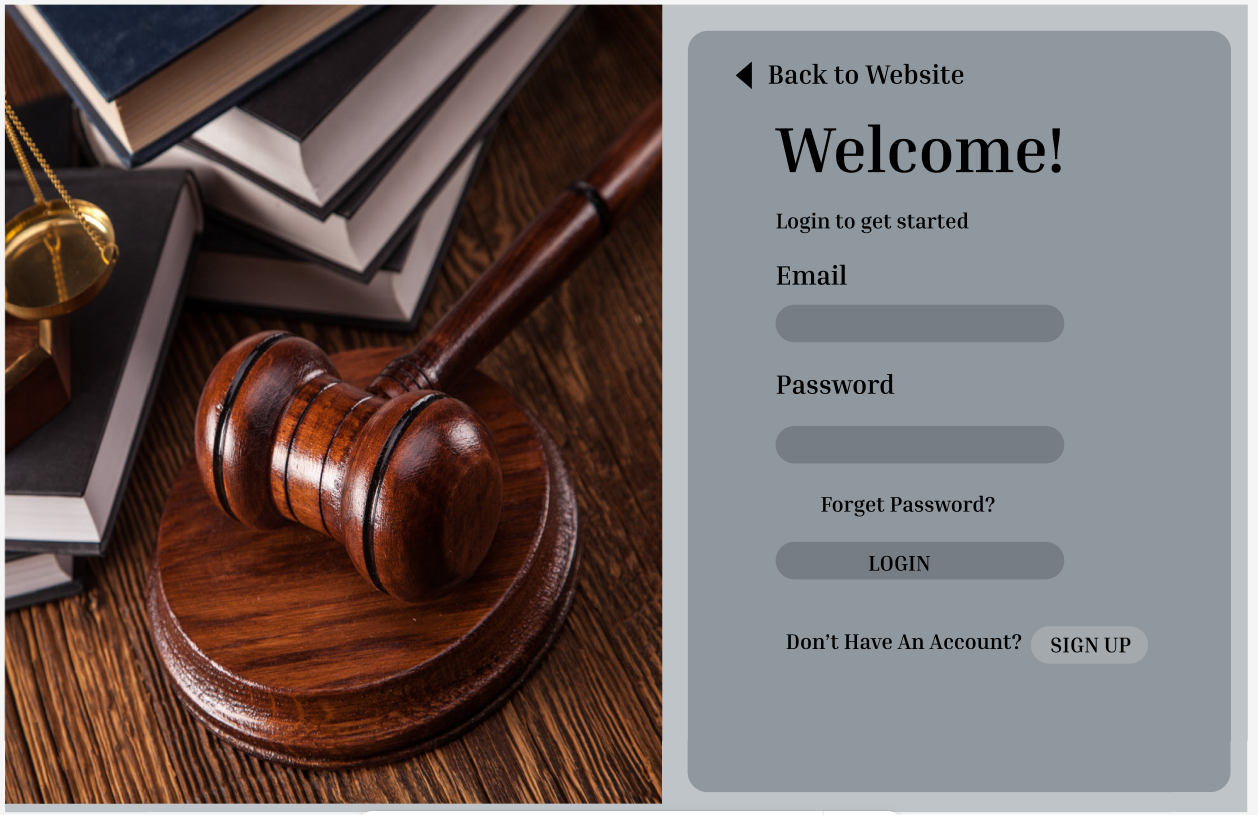 Back to Website
Welcome!
Login to get started
Email
Password
Forget Password?
LOGIN
Don’t Have An Account? SIGN UP